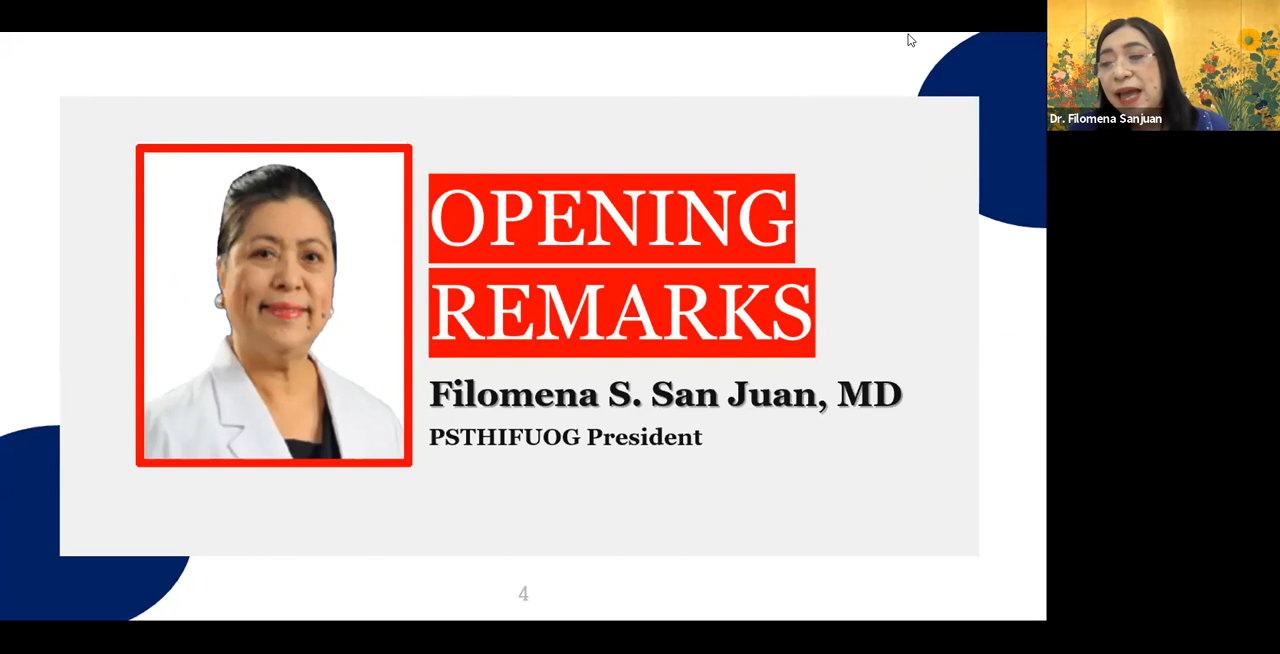 OPENING
REMARKS
Filomena S. San Juan, MD
PSTHIFUOG President
4
Dr. Filomena Sanjuan